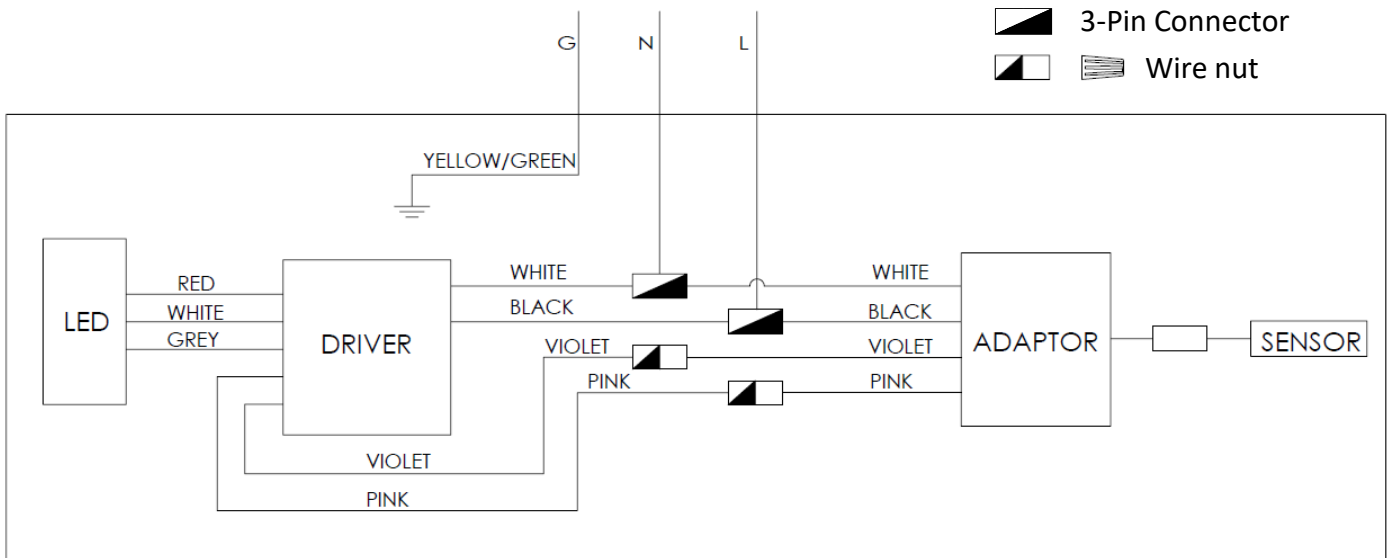 3-Pin Connector
G N L
Wire nut
YELLOW/GREEN
WHITE WHITE
RED
BLACK BLACK
WHITE
LED
GREY
DRIVER
VIOLET VIOLET
ADAPTOR
SENSOR
PINK PINK
VIOLET
PINK